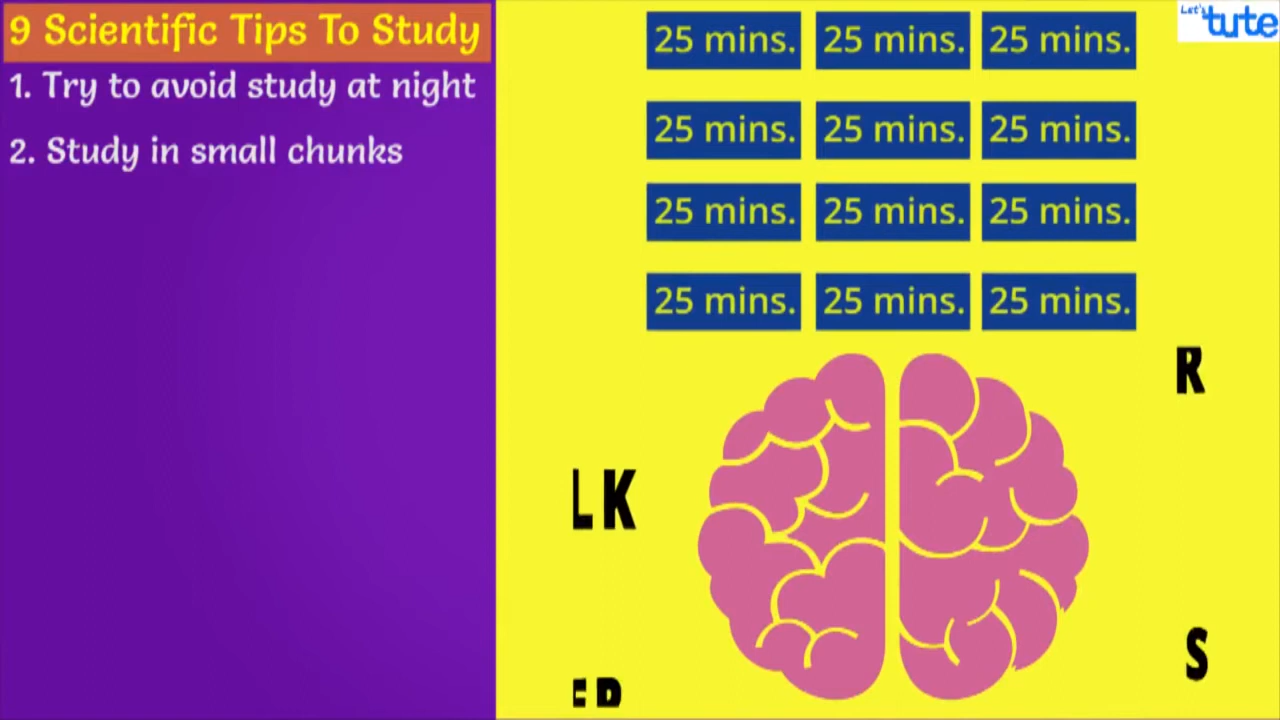 9 Scientific Tips To Study
1. Try to avoid study at night
2. Study in small chunks
Let's
tute
25 mins. 25 mins. 25 mins.
25 mins. 25 mins. 25 mins.
25 mins. 25 mins. 25 mins.
25 mins. 25 mins. 25 mins.
R
L K
S